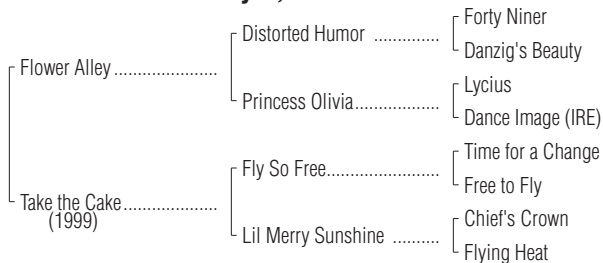 Distorted Humor .............. Forty Niner
Danzig's Beauty
Flower Alley ......................
Princess Olivia.................. Lycius
Dance Image (IRE)
Fly So Free........................ Time for a Change
Free to Fly
Take the Cake....................
(1999)
Lil Merry Sunshine .......... Chief's Crown
Flying Heat